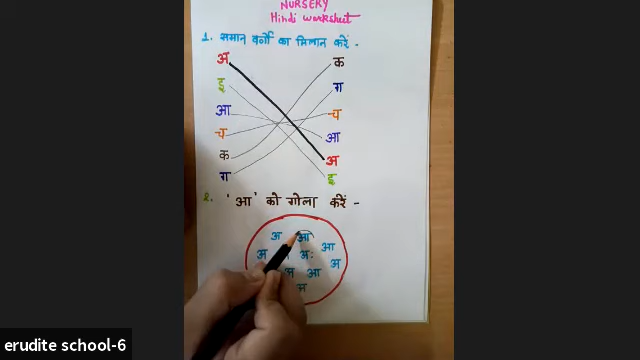 NURSERY
Hindi Worksheet
1. समान वर्णों का मिलान करें -
अ क
इ ग
आ च
च आ
क अ
ग इ
2. 'आ' को गोला करें -
अ आ आ
अ अः अ
अ आ
अ
erudite school-6